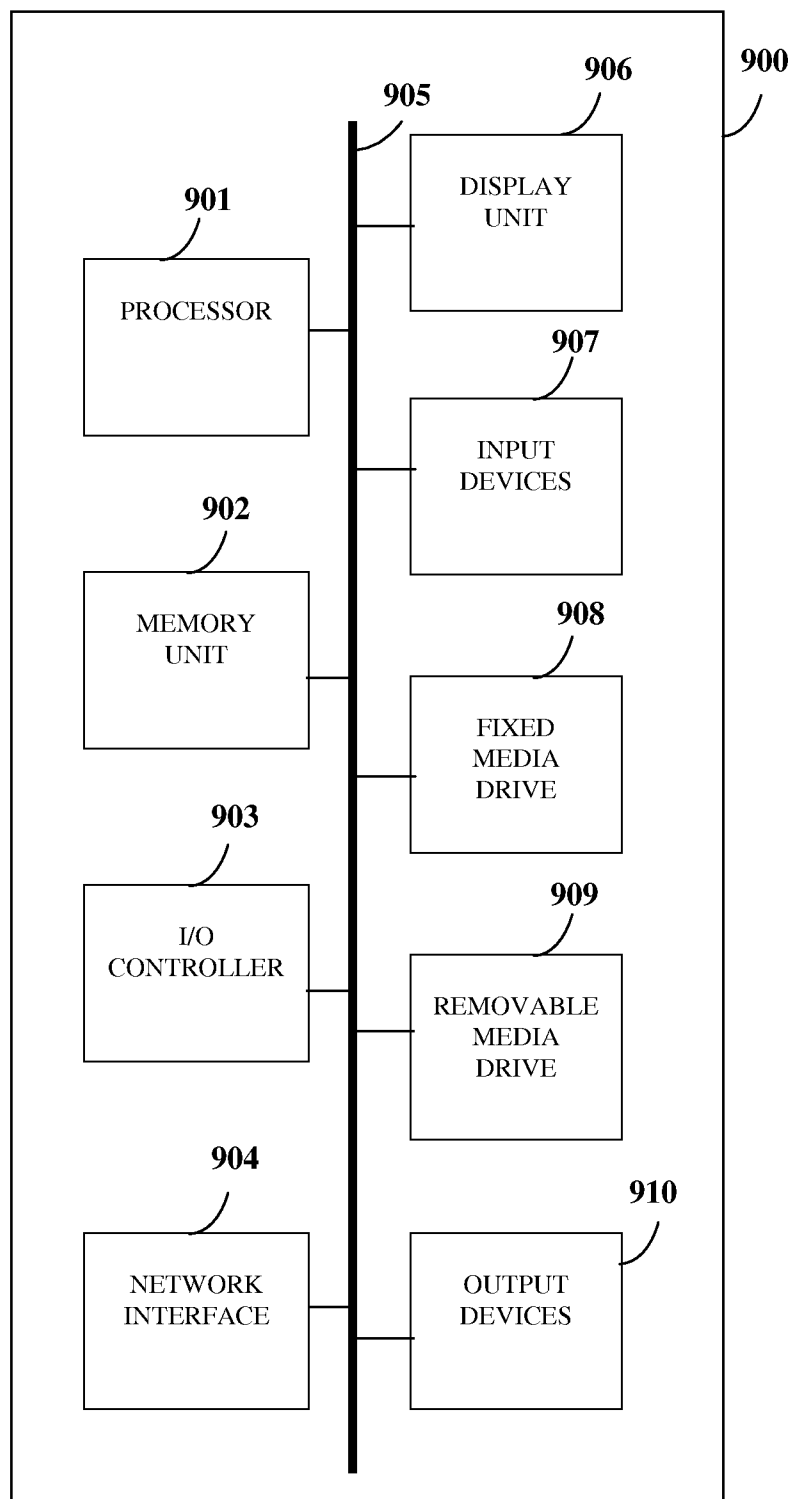 900
905
906
DISPLAY
UNIT
901
PROCESSOR
907
INPUT
DEVICES
902
MEMORY
UNIT
908
FIXED
MEDIA
DRIVE
903
I/O
CONTROLLER
909
REMOVABLE
MEDIA
DRIVE
904
NETWORK
INTERFACE
910
OUTPUT
DEVICES